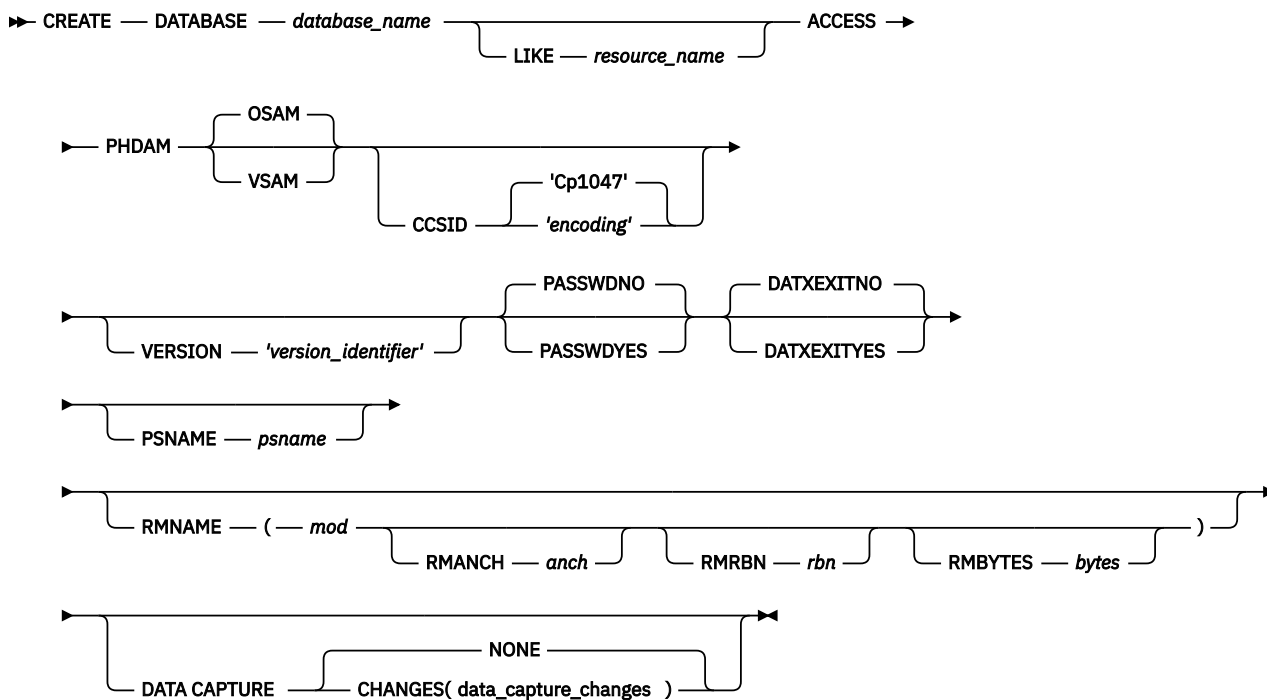 CREATE DATABASE database_name ACCESS
LIKE resource_name
OSAM
PHDAM
VSAM
'Cp1047'
CCSID 'encoding'
PASSWDNO DATXEXITNO
VERSION 'version_identifier' PASSWDYES DATXEXITYES
PSNAME psname
RMNAME ( mod )
RMANCH anch RMRBN rbn RMBYTES bytes
NONE
DATA CAPTURE CHANGES( data_capture_changes )